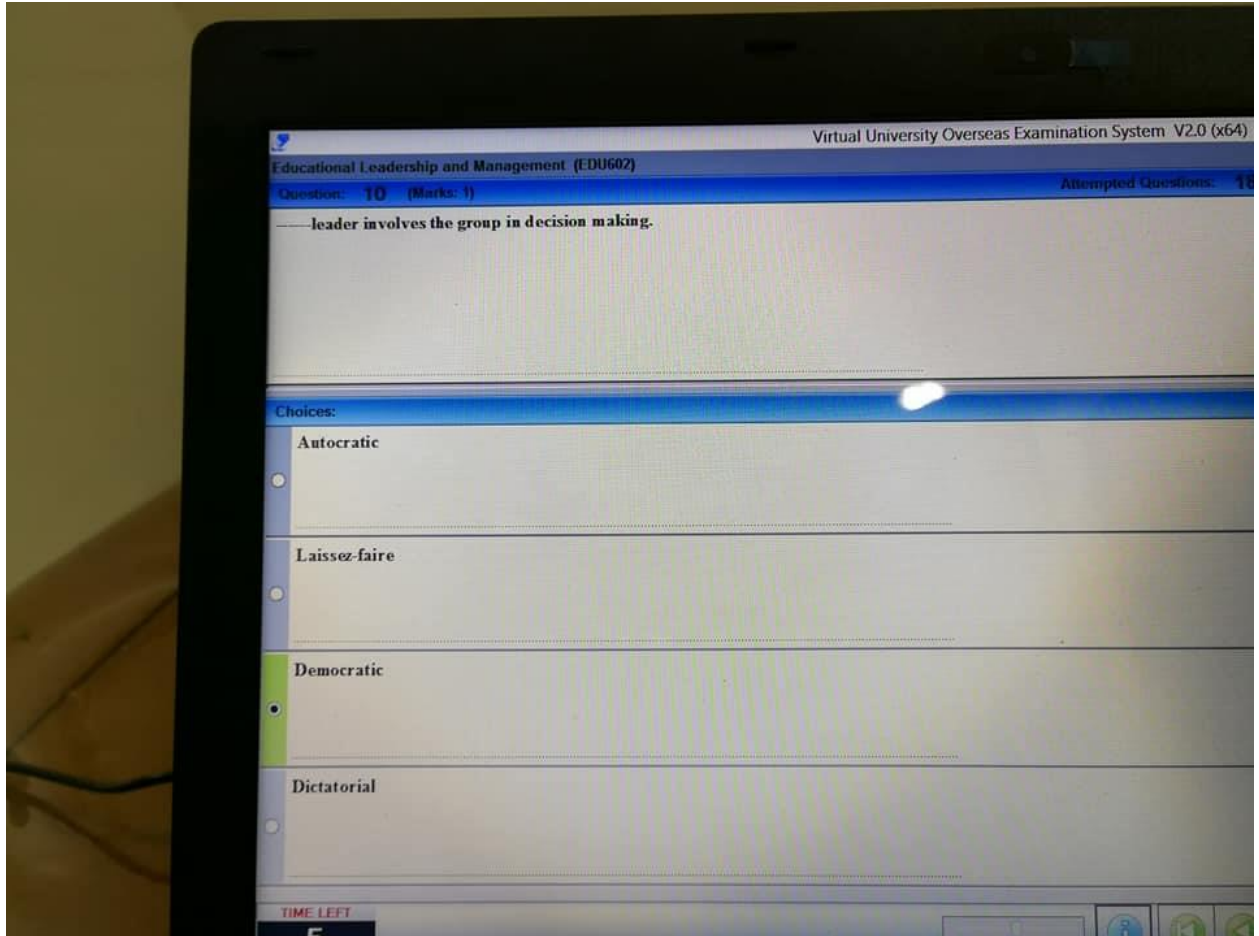 Virtual University Overseas Examination System V2.0 (x64)
Educational Leadership and Management (EDU602)
Question: 10 (Marks: 1) Attempted Questions: 18
——leader involves the group in decision making.
Choices:
Autocratic
Laissez-faire
Democratic
Dictatorial
TIME LEFT